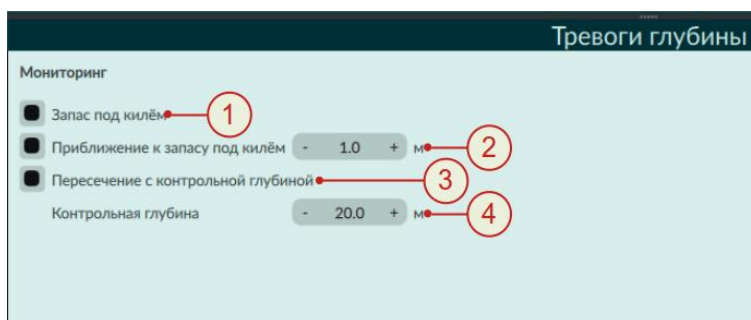 Тревоги глубины
Мониторинг
Запас под килём 1
Приближение к запасу под килём - 1.0 + м 2
Пересечение с контрольной глубиной 3
Контрольная глубина - 20.0 + м 4